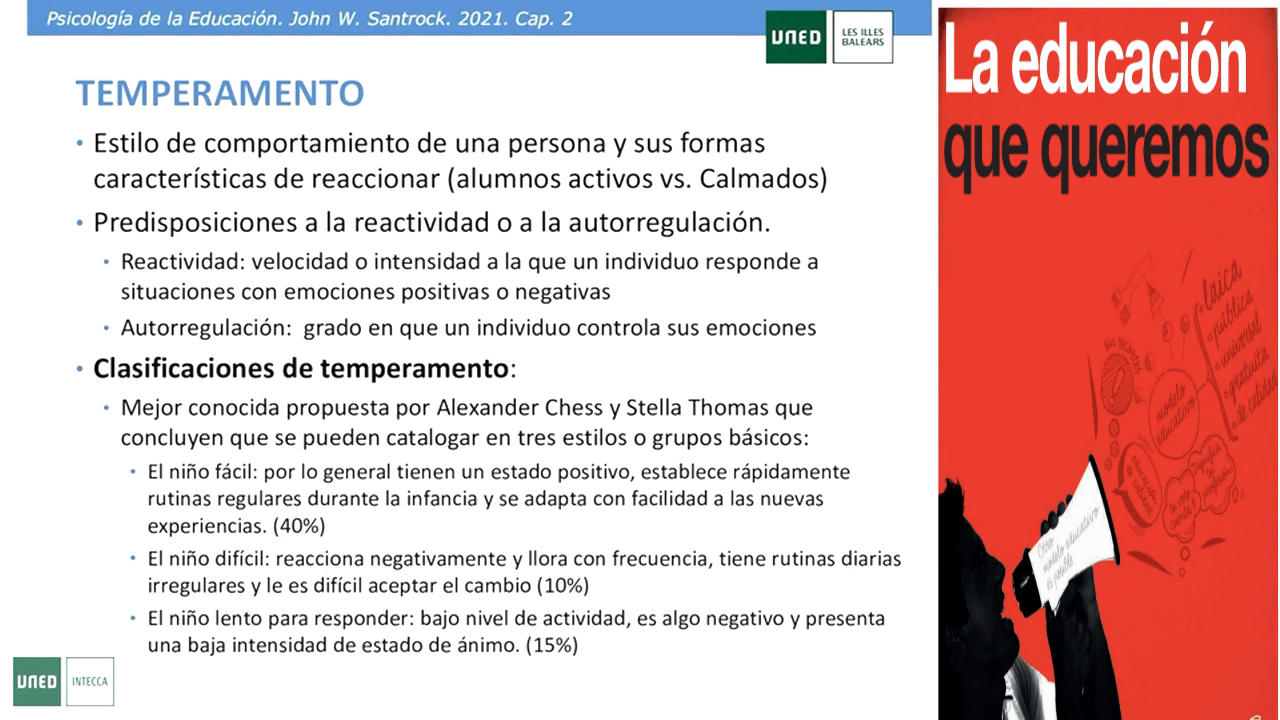 Psicología de la Educación. John W. Santrock. 2021. Cap. 2
UNED
LES ILLES
BALEARS
TEMPERAMENTO
• Estilo de comportamiento de una persona y sus formas
características de reaccionar (alumnos activos vs. Calmados)
• Predisposiciones a la reactividad o a la autorregulación.
• Reactividad: velocidad o intensidad a la que un individuo responde a
situaciones con emociones positivas o negativas
• Autorregulación: grado en que un individuo controla sus emociones
• Clasificaciones de temperamento:
• Mejor conocida propuesta por Alexander Chess y Stella Thomas que
concluyen que se pueden catalogar en tres estilos o grupos básicos:
• El niño fácil: por lo general tienen un estado positivo, establece rápidamente
rutinas regulares durante la infancia y se adapta con facilidad a las nuevas
experiencias. (40%)
• El niño difícil: reacciona negativamente y llora con frecuencia, tiene rutinas diarias
irregulares y le es difícil aceptar el cambio (10%)
• El niño lento para responder: bajo nivel de actividad, es algo negativo y presenta
una baja intensidad de estado de ánimo. (15%)
UNED
INTECCA
La educación
que queremos
laica
pública
universal
gratuita
de calidad
sin recortes
modelo
educativo
Otro
modelo educativo
es posible